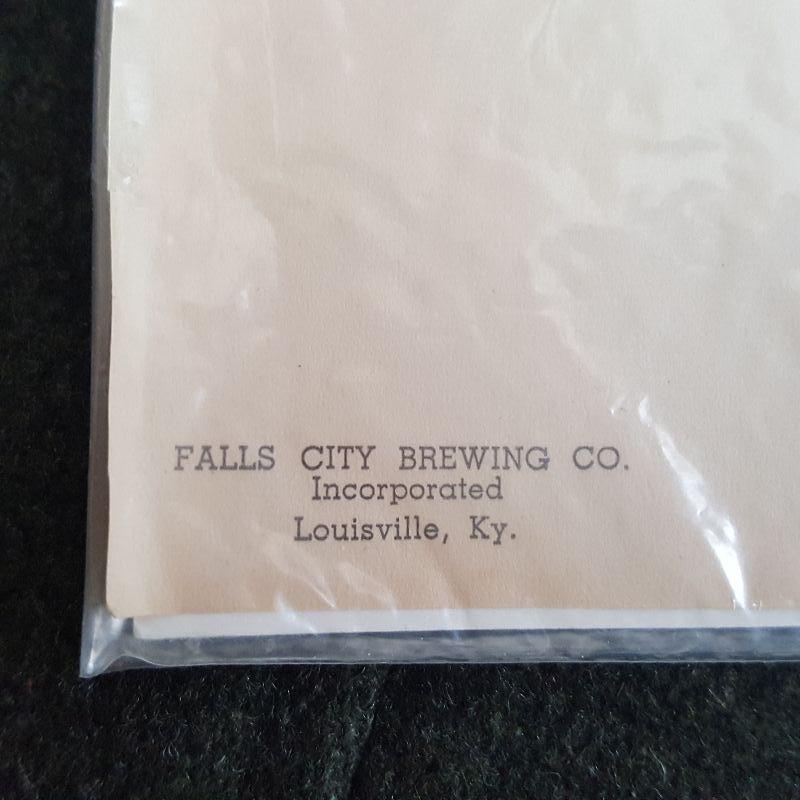 FALLS CITY BREWING CO.
Incorporated
Louisville, Ky.